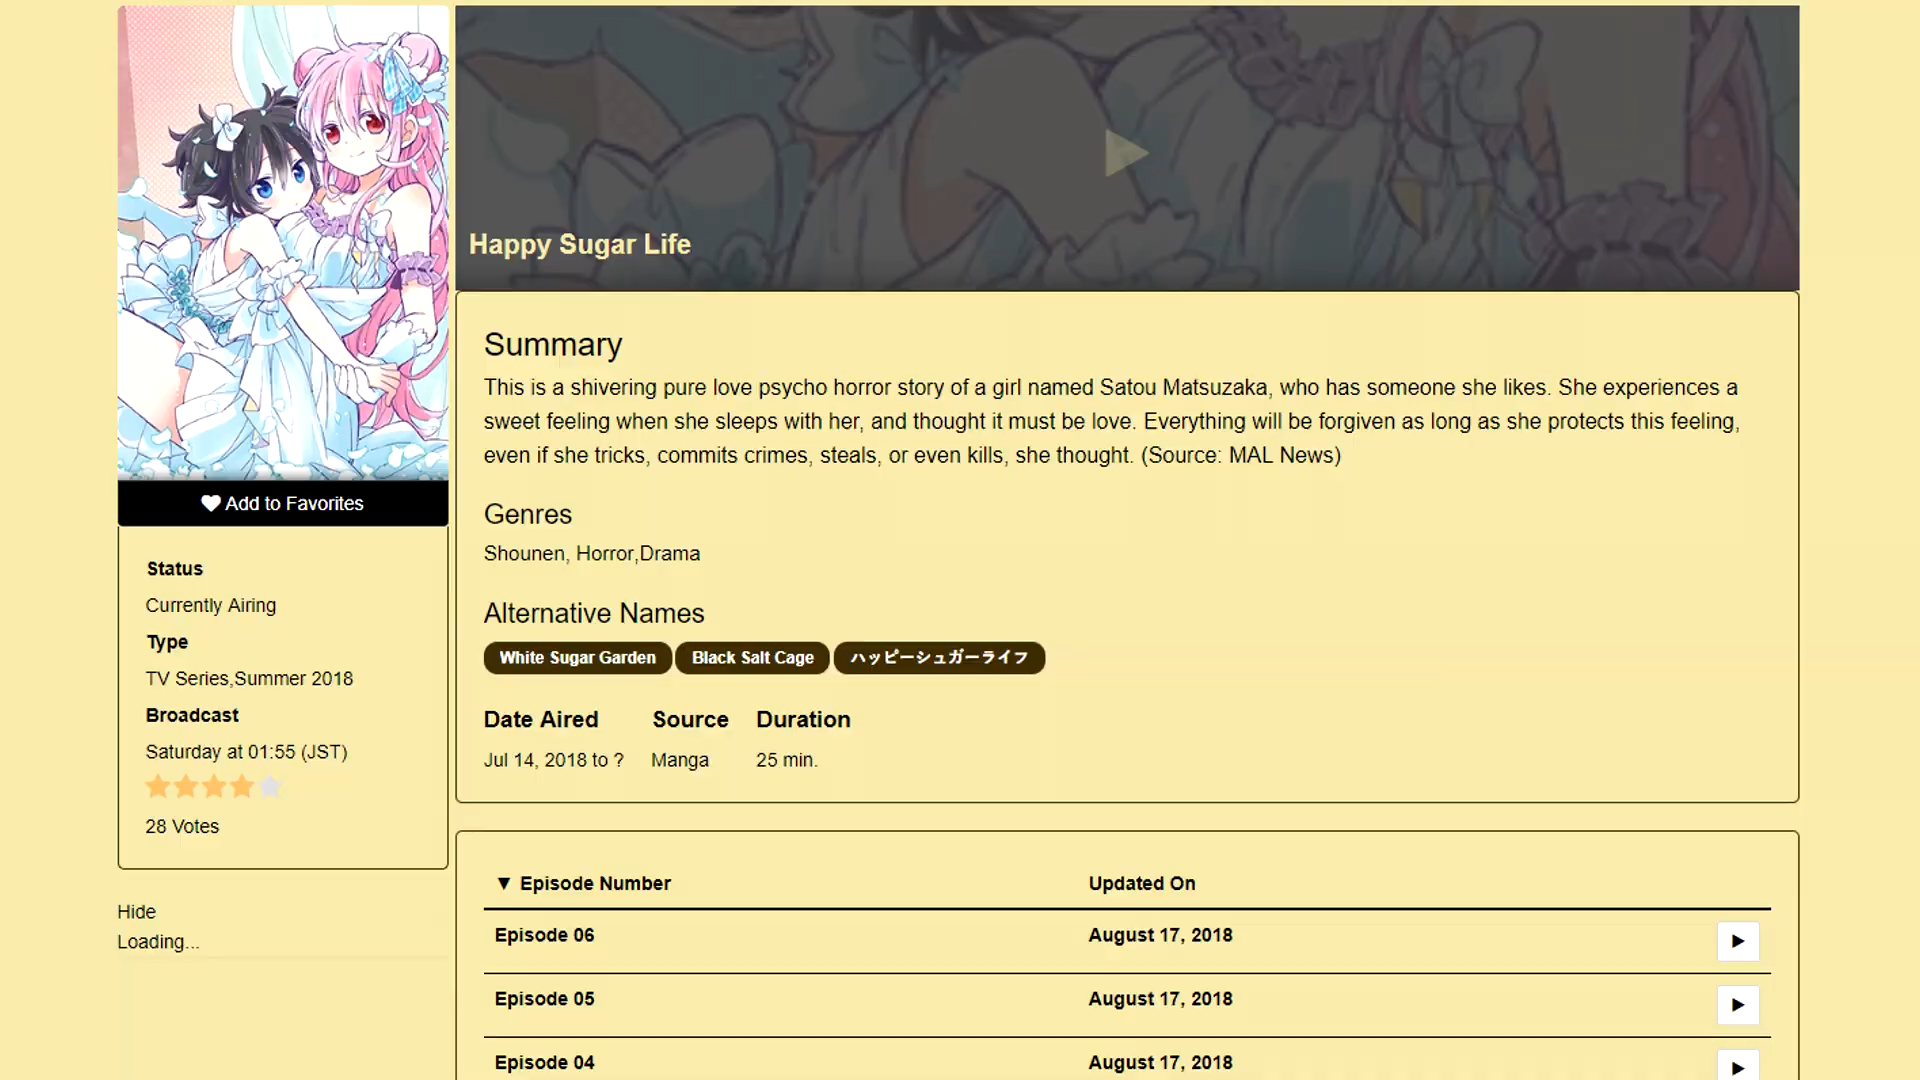 Happy Sugar Life
Add to Favorites
Status
Currently Airing
Type
TV Series,Summer 2018
Broadcast
Saturday at 01:55 (JST)
28 Votes
Hide
Loading...
Summary
This is a shivering pure love psycho horror story of a girl named Satou Matsuzaka, who has someone she likes. She experiences a
sweet feeling when she sleeps with her, and thought it must be love. Everything will be forgiven as long as she protects this feeling,
even if she tricks, commits crimes, steals, or even kills, she thought. (Source: MAL News)
Genres
Shounen, Horror,Drama
Alternative Names
White Sugar Garden Black Salt Cage ハッピーシュガーライフ
Date Aired Source Duration
Jul 14, 2018 to ? Manga 25 min.
▼ Episode Number Updated On
Episode 06 August 17, 2018
Episode 05 August 17, 2018
Episode 04 August 17, 2018